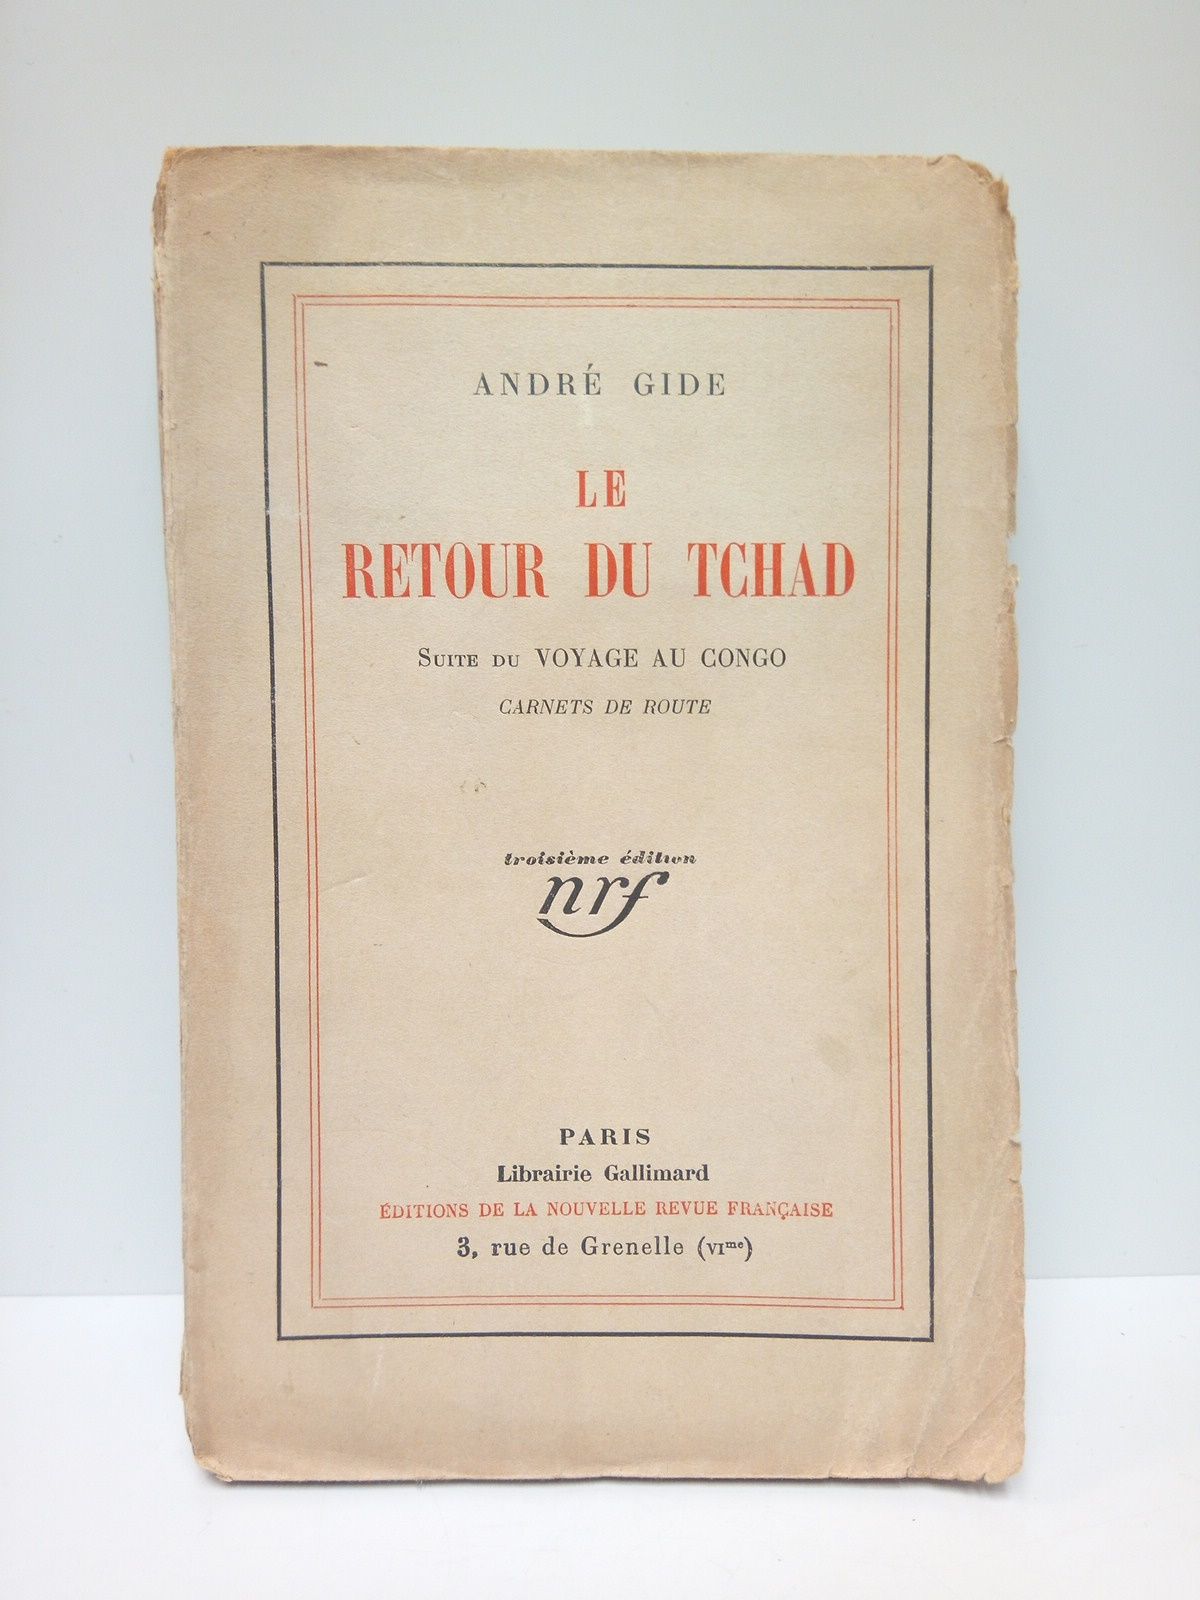 ANDRÉ GIDE
LE
RETOUR DU TCHAD
SUITE DU VOYAGE AU CONGO
CARNETS DE ROUTE
troisième édition
nrf
PARIS
Librairie Gallimard
ÉDITIONS DE LA NOUVELLE REVUE FRANÇAISE
3, rue de Grenelle (VIme)